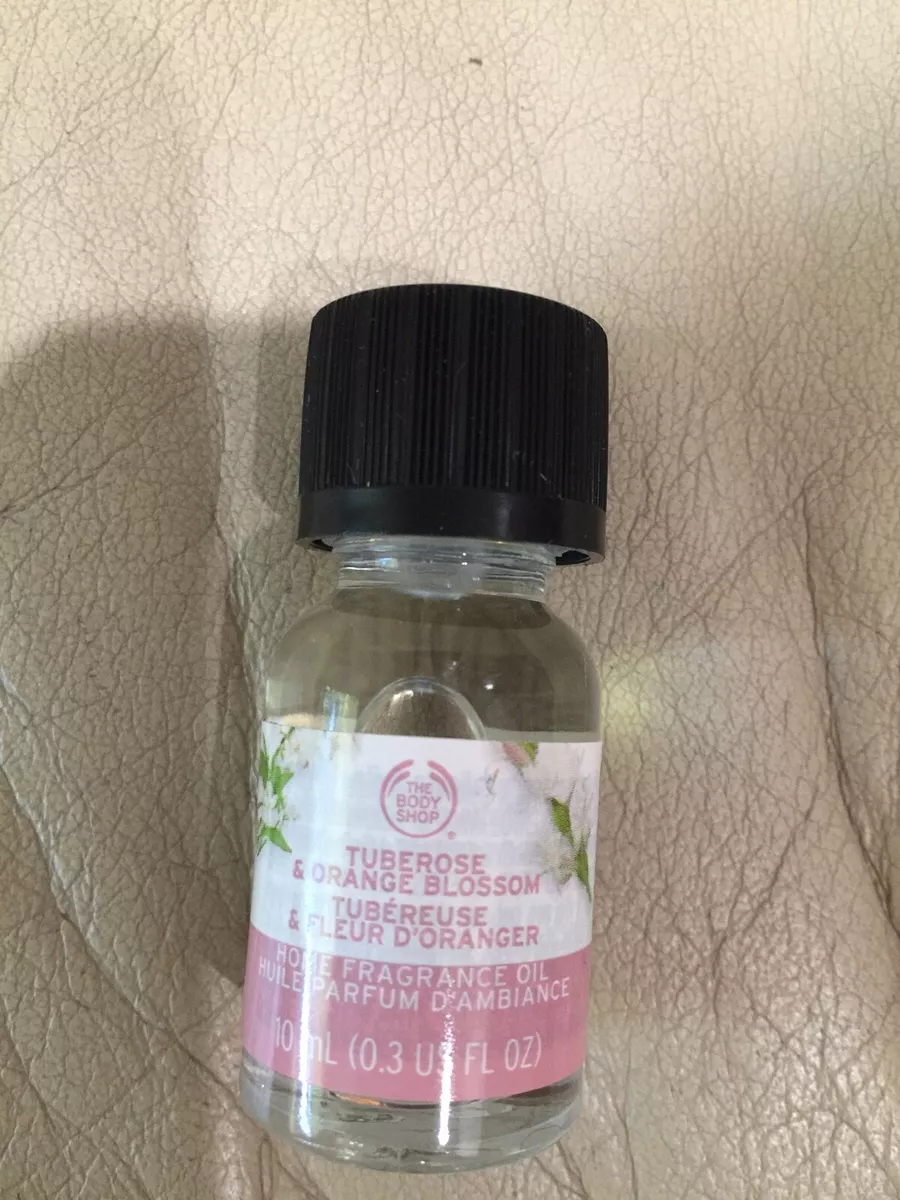 THE
BODY
SHOP
®
TUBEROSE
& ORANGE BLOSSOM
TUBÉREUSE
& FLEUR D'ORANGER
HOME FRAGRANCE OIL
HUILE PARFUM D'AMBIANCE
10 mL (0.3 US FL OZ)